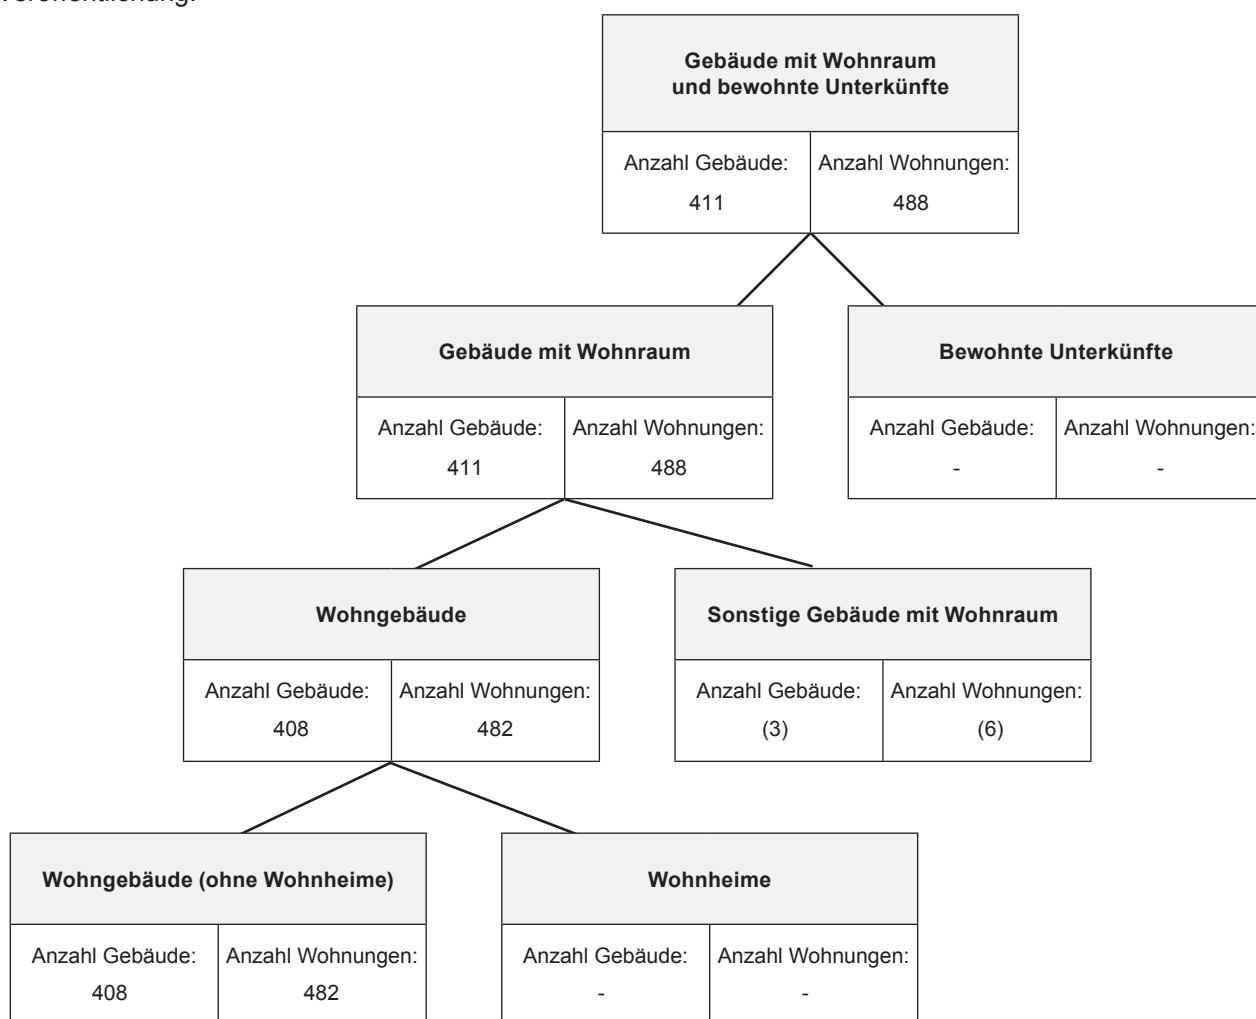 Veröffentlichung.
Gebäude mit Wohnraum
und bewohnte Unterkünfte
Anzahl Gebäude: Anzahl Wohnungen:
411 488
Gebäude mit Wohnraum Bewohnte Unterkünfte
Anzahl Gebäude: Anzahl Wohnungen: Anzahl Gebäude: Anzahl Wohnungen:
411 488 - -
Wohngebäude Sonstige Gebäude mit Wohnraum
Anzahl Gebäude: Anzahl Wohnungen: Anzahl Gebäude: Anzahl Wohnungen:
408 482 (3) (6)
Wohngebäude (ohne Wohnheime) Wohnheime
Anzahl Gebäude: Anzahl Wohnungen: Anzahl Gebäude: Anzahl Wohnungen:
408 482 - -